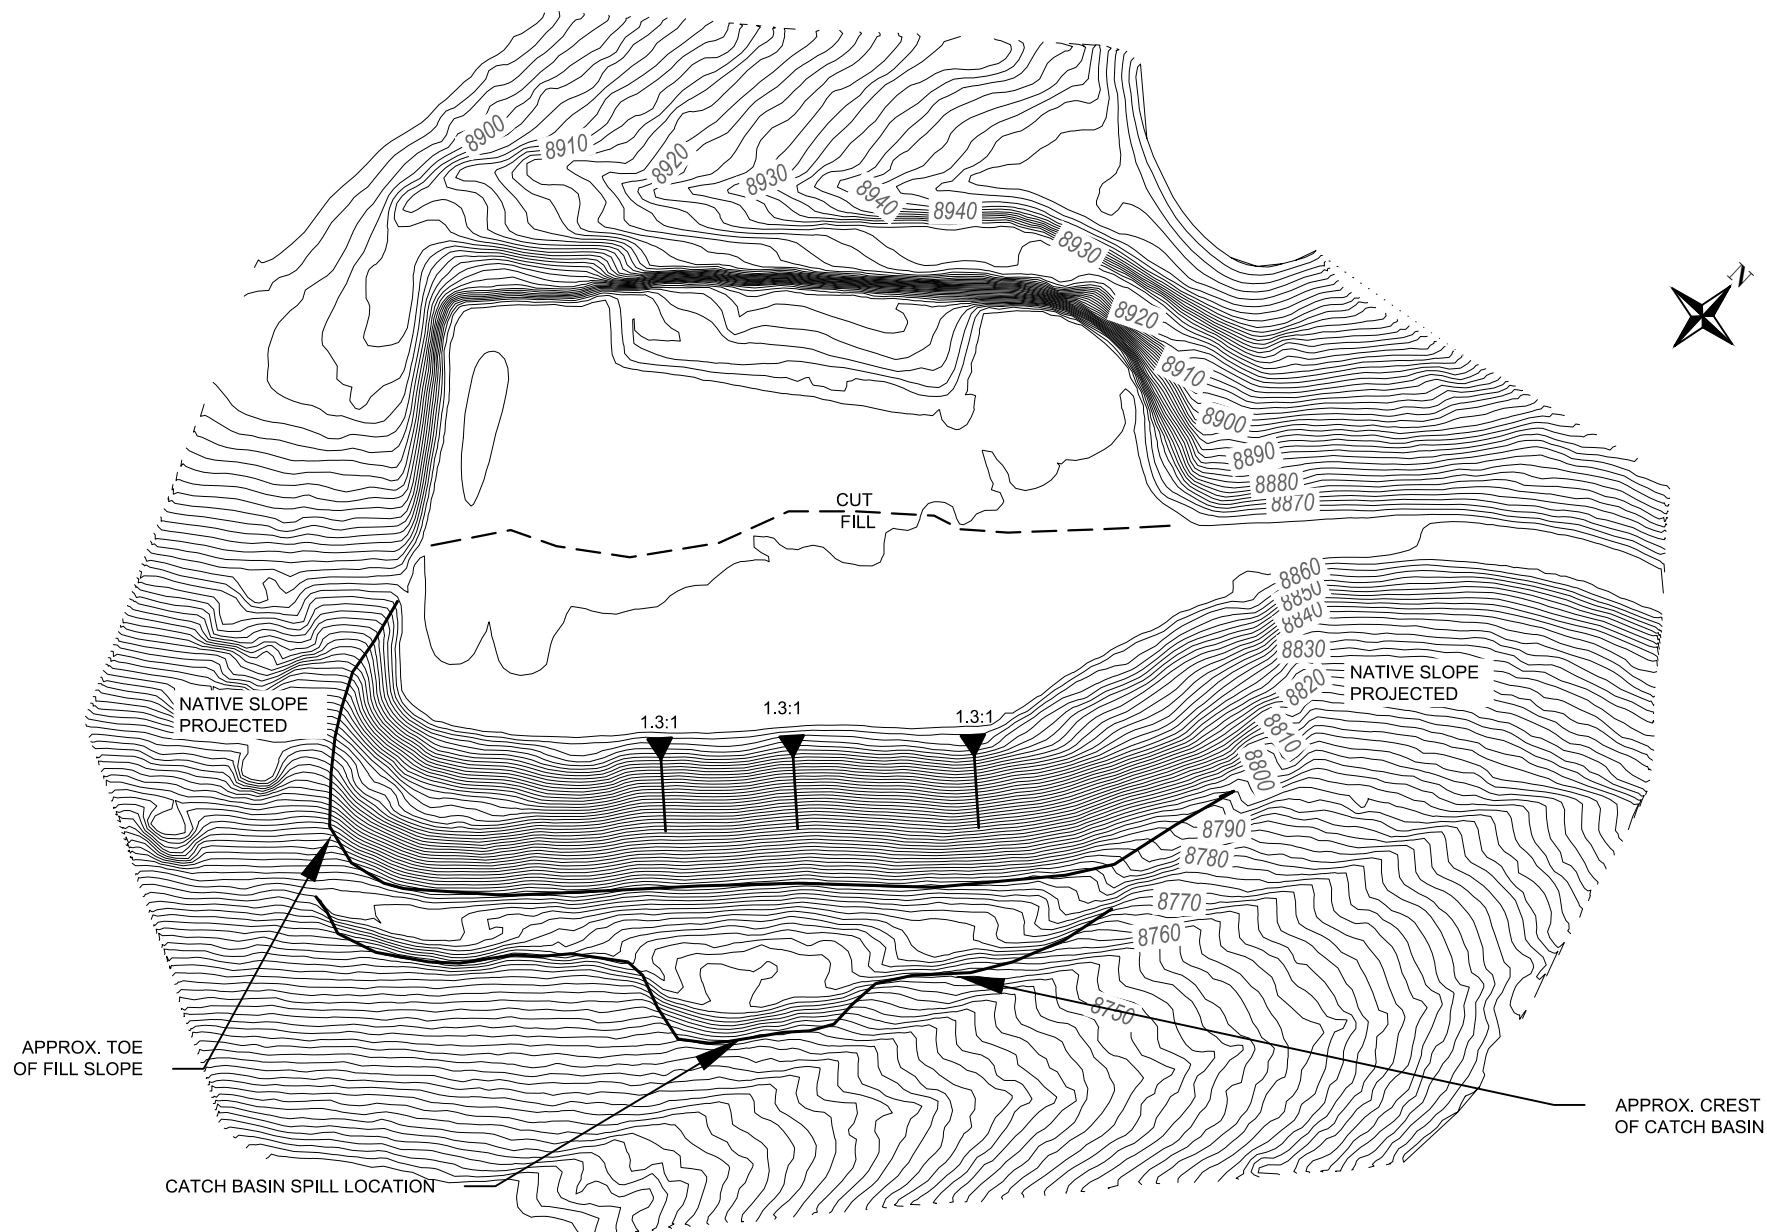 8900
8910
8920
8930
8940
8940
8930
N
8920
8910
8900
8890
8880
8870
CUT
FILL
8860
8850
8840
8830
8820
8810
8800
NATIVE SLOPE
PROJECTED
NATIVE SLOPE
PROJECTED
1.3:1
1.3:1
1.3:1
8790
8780
8770
8760
8750
APPROX. TOE
OF FILL SLOPE
APPROX. CREST
OF CATCH BASIN
CATCH BASIN SPILL LOCATION